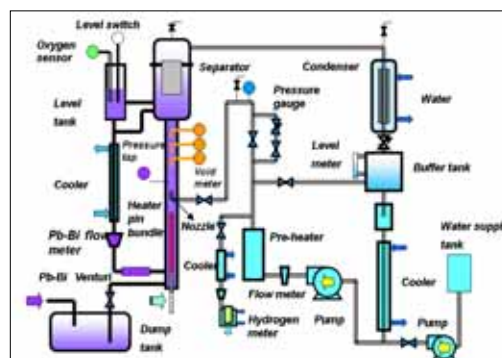 Level switch
Oxygen
sensor
Separator
Condenser
Pressure
gauge
Water
Level
tank
Pressure
tap
Level
meter
Buffer tank
Cooler
Void
meter
Heater
pin
bundle
Nozzle
Pre-heater
Water supply
tank
Pb-Bi flow
meter
Cooler
Cooler
Pb-Bi
Venturi
Flow meter
Pump
Pump
Hydrogen
meter
Dump
tank